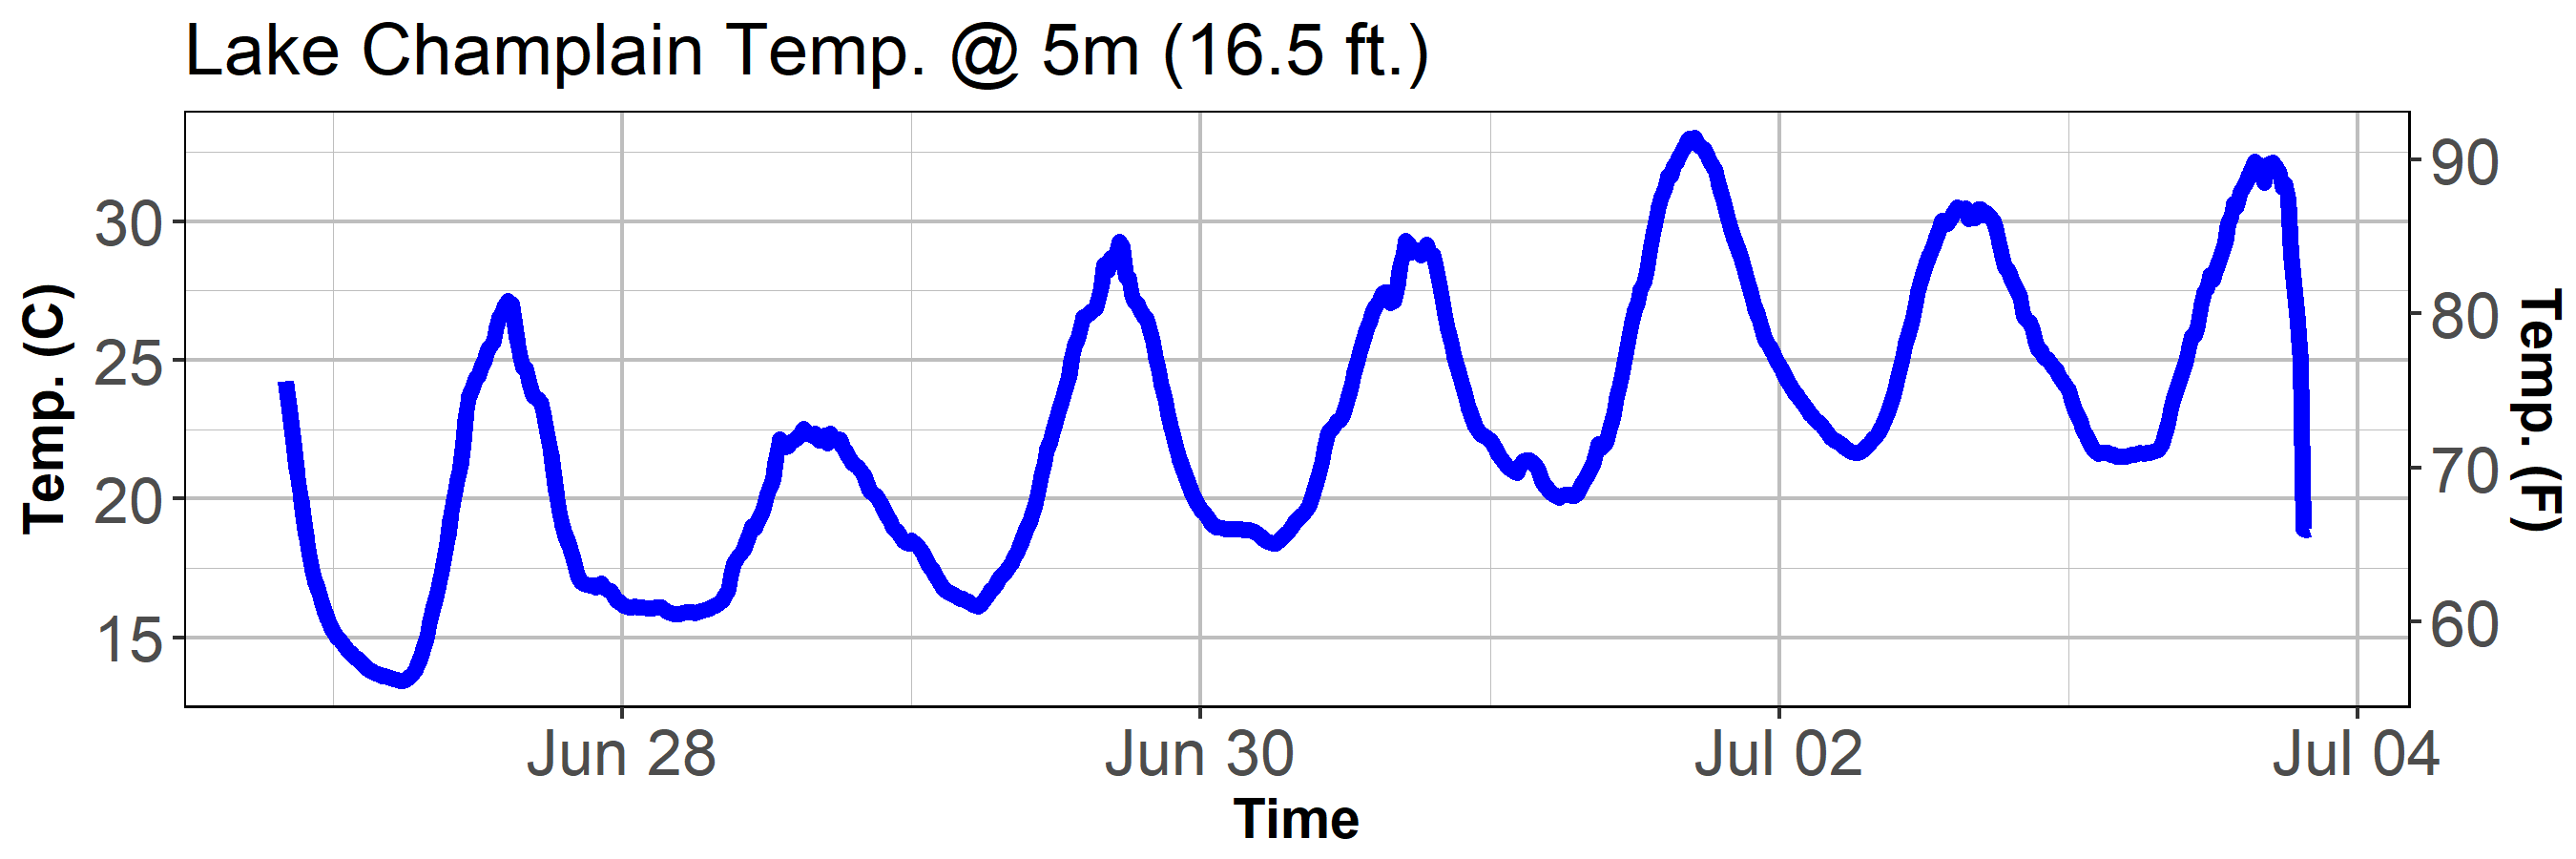 Lake Champlain Temp. @ 5m (16.5 ft.)
Temp. (C)
30
25
20
15
90
80
70
60
Temp. (F)
Jun 28
Jun 30
Jul 02
Jul 04
Time